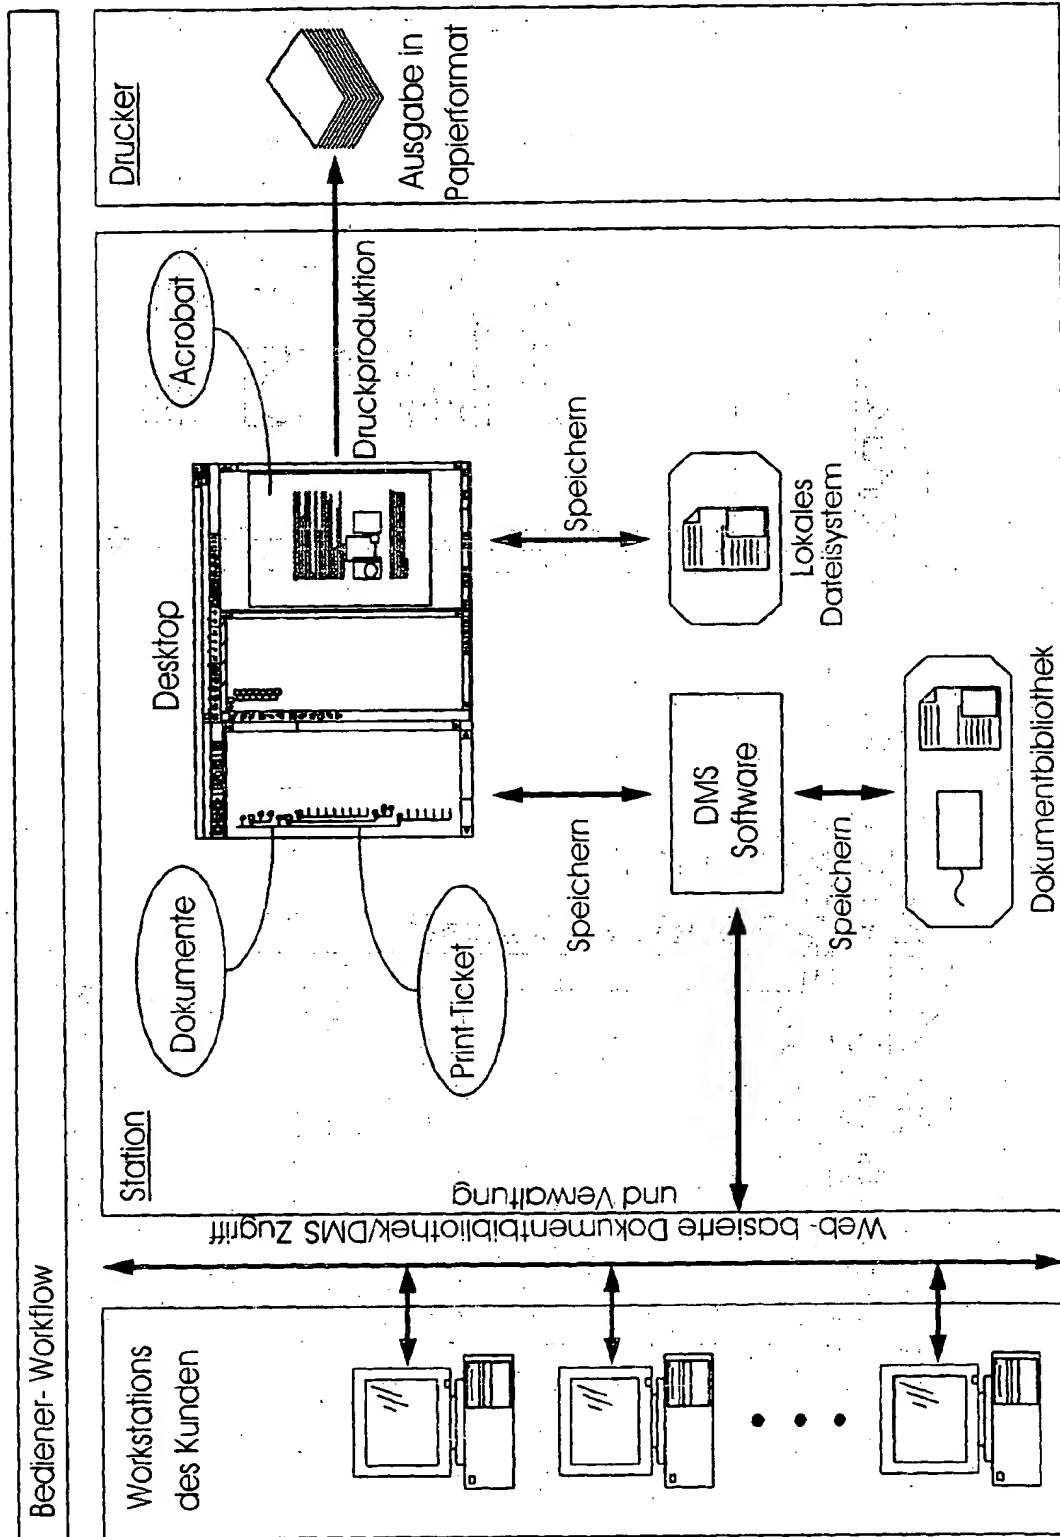 Bediener- Workflow
Workstations
des Kunden
Web- basierte Dokumentbibliothek/DMS Zugriff
und Verwaltung
Station
Dokumente
Print-Ticket
Desktop
Acrobat
Druckproduktion
Speichern
Speichern
DMS
Software
Lokales
Dateisystem
Speichern
Dokumentbibliothek
Drucker
Ausgabe in
Papierformat